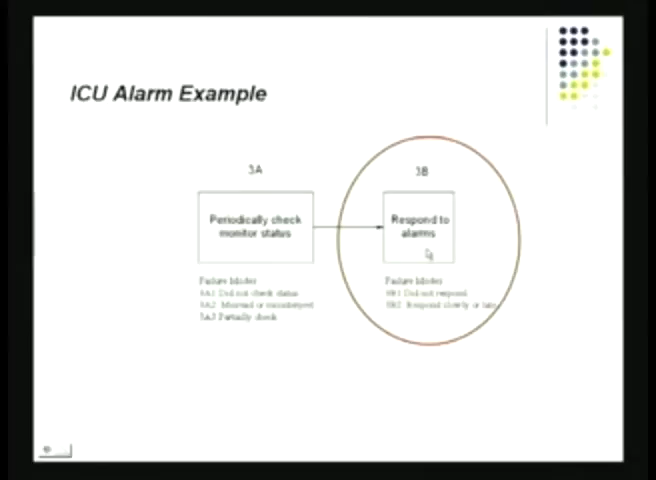 ICU Alarm Example
3A
3B
Periodically check
monitor status
Respond to
alarms
Failure Modes
3A1 Did not check status
3A2 Misread or misinterpret
3A3 Partially check
Failure Modes
3B1 Did not respond
3B2 Respond slowly or late